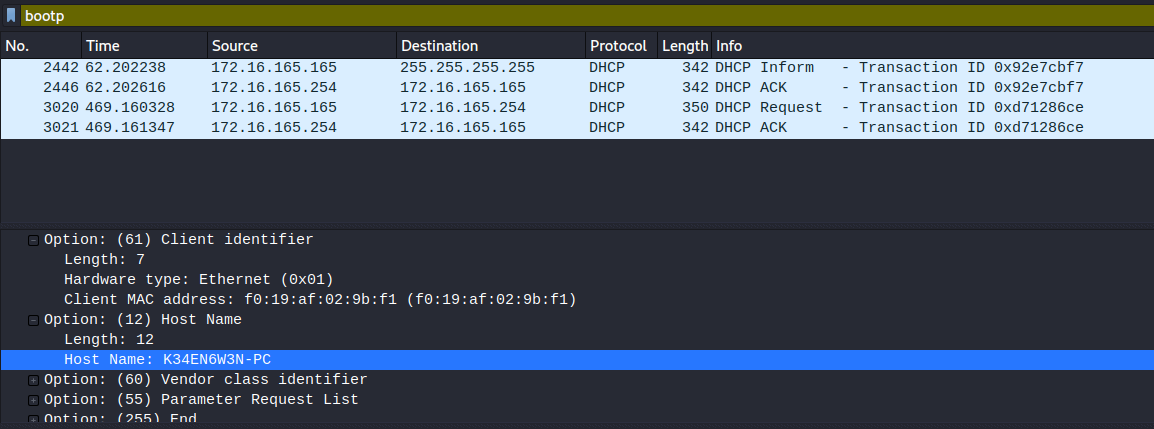 bootp
No. Time Source Destination Protocol Length Info
2442 62.202238 172.16.165.165 255.255.255.255 DHCP 342 DHCP Inform - Transaction ID 0x92e7cbf7
2446 62.202616 172.16.165.254 172.16.165.165 DHCP 342 DHCP ACK - Transaction ID 0x92e7cbf7
3020 469.160328 172.16.165.165 172.16.165.254 DHCP 350 DHCP Request - Transaction ID 0xd71286ce
3021 469.161347 172.16.165.254 172.16.165.165 DHCP 342 DHCP ACK - Transaction ID 0xd71286ce
Option: (61) Client identifier
Length: 7
Hardware type: Ethernet (0x01)
Client MAC address: f0:19:af:02:9b:f1 (f0:19:af:02:9b:f1)
Option: (12) Host Name
Length: 12
Host Name: K34EN6W3N-PC
Option: (60) Vendor class identifier
Option: (55) Parameter Request List
Option: (255) End